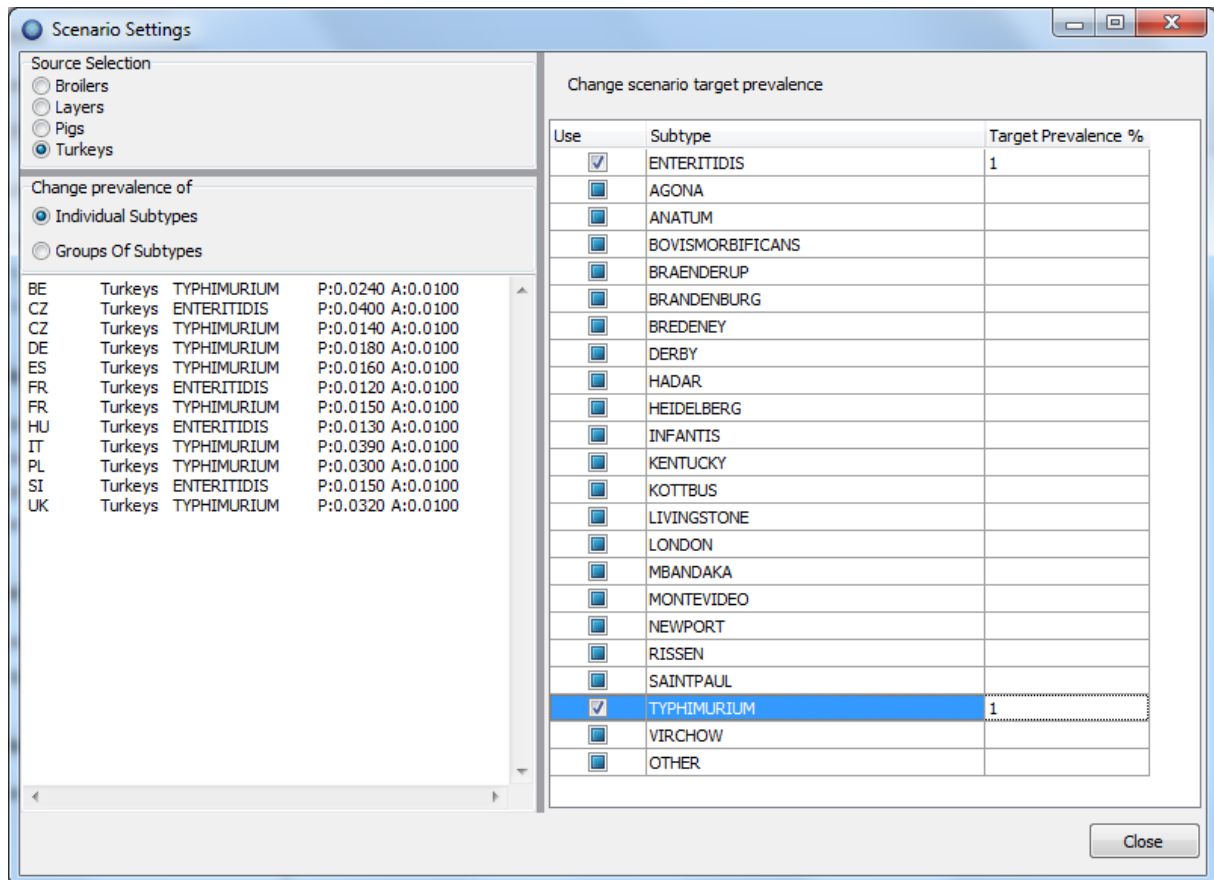 Scenario Settings
Source Selection
Broilers
Layers
Pigs
Turkeys
Change prevalence of
Individual Subtypes
Groups Of Subtypes
BE Turkeys TYPHIMURIUM P:0.0240 A:0.0100
CZ Turkeys ENTERITIDIS P:0.0400 A:0.0100
CZ Turkeys TYPHIMURIUM P:0.0140 A:0.0100
DE Turkeys TYPHIMURIUM P:0.0180 A:0.0100
ES Turkeys TYPHIMURIUM P:0.0160 A:0.0100
FR Turkeys ENTERITIDIS P:0.0120 A:0.0100
FR Turkeys TYPHIMURIUM P:0.0150 A:0.0100
HU Turkeys ENTERITIDIS P:0.0130 A:0.0100
IT Turkeys TYPHIMURIUM P:0.0390 A:0.0100
PL Turkeys TYPHIMURIUM P:0.0300 A:0.0100
SI Turkeys ENTERITIDIS P:0.0150 A:0.0100
UK Turkeys TYPHIMURIUM P:0.0320 A:0.0100
Change scenario target prevalence
Use Subtype Target Prevalence %
ENTERITIDIS 1
AGONA
ANATUM
BOVISMORBIFICANS
BRAENDERUP
BRANDENBURG
BREDENEY
DERBY
HADAR
HEIDELBERG
INFANTIS
KENTUCKY
KOTTBUS
LIVINGSTONE
LONDON
MBANDAKA
MONTEVIDEO
NEWPORT
RISSEN
SAINTPAUL
TYPHIMURIUM 1
VIRCHOW
OTHER
Close